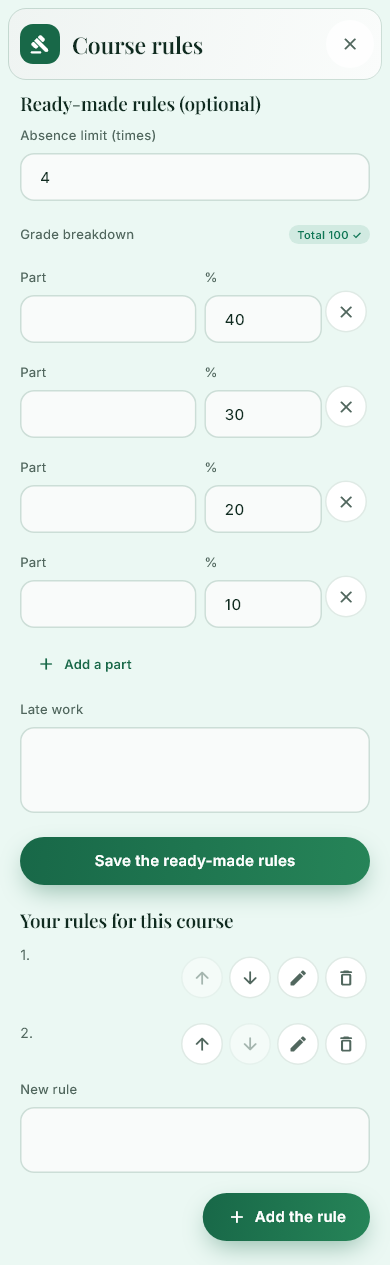 Course rules
Ready-made rules (optional)
Absence limit (times)
4
Grade breakdown
Total 100 ✓
Part %
40
Part %
30
Part %
20
Part %
10
+ Add a part
Late work
Save the ready-made rules
Your rules for this course
1.
2.
New rule
+ Add the rule